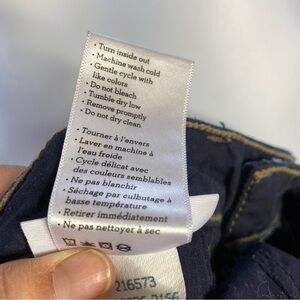 • Turn inside out
• Machine wash cold
• Gentle cycle with
like colors
• Do not bleach
• Tumble dry low
• Remove promptly
• Do not dry clean
• Tourner à l'envers
• Laver en machine à
l'eau froide
• Cycle délicat avec
des couleurs semblables
• Ne pas blanchir
• Séchage par culbutage à
basse température
• Retirer immédiatement
• Ne pas nettoyer à sec
216573